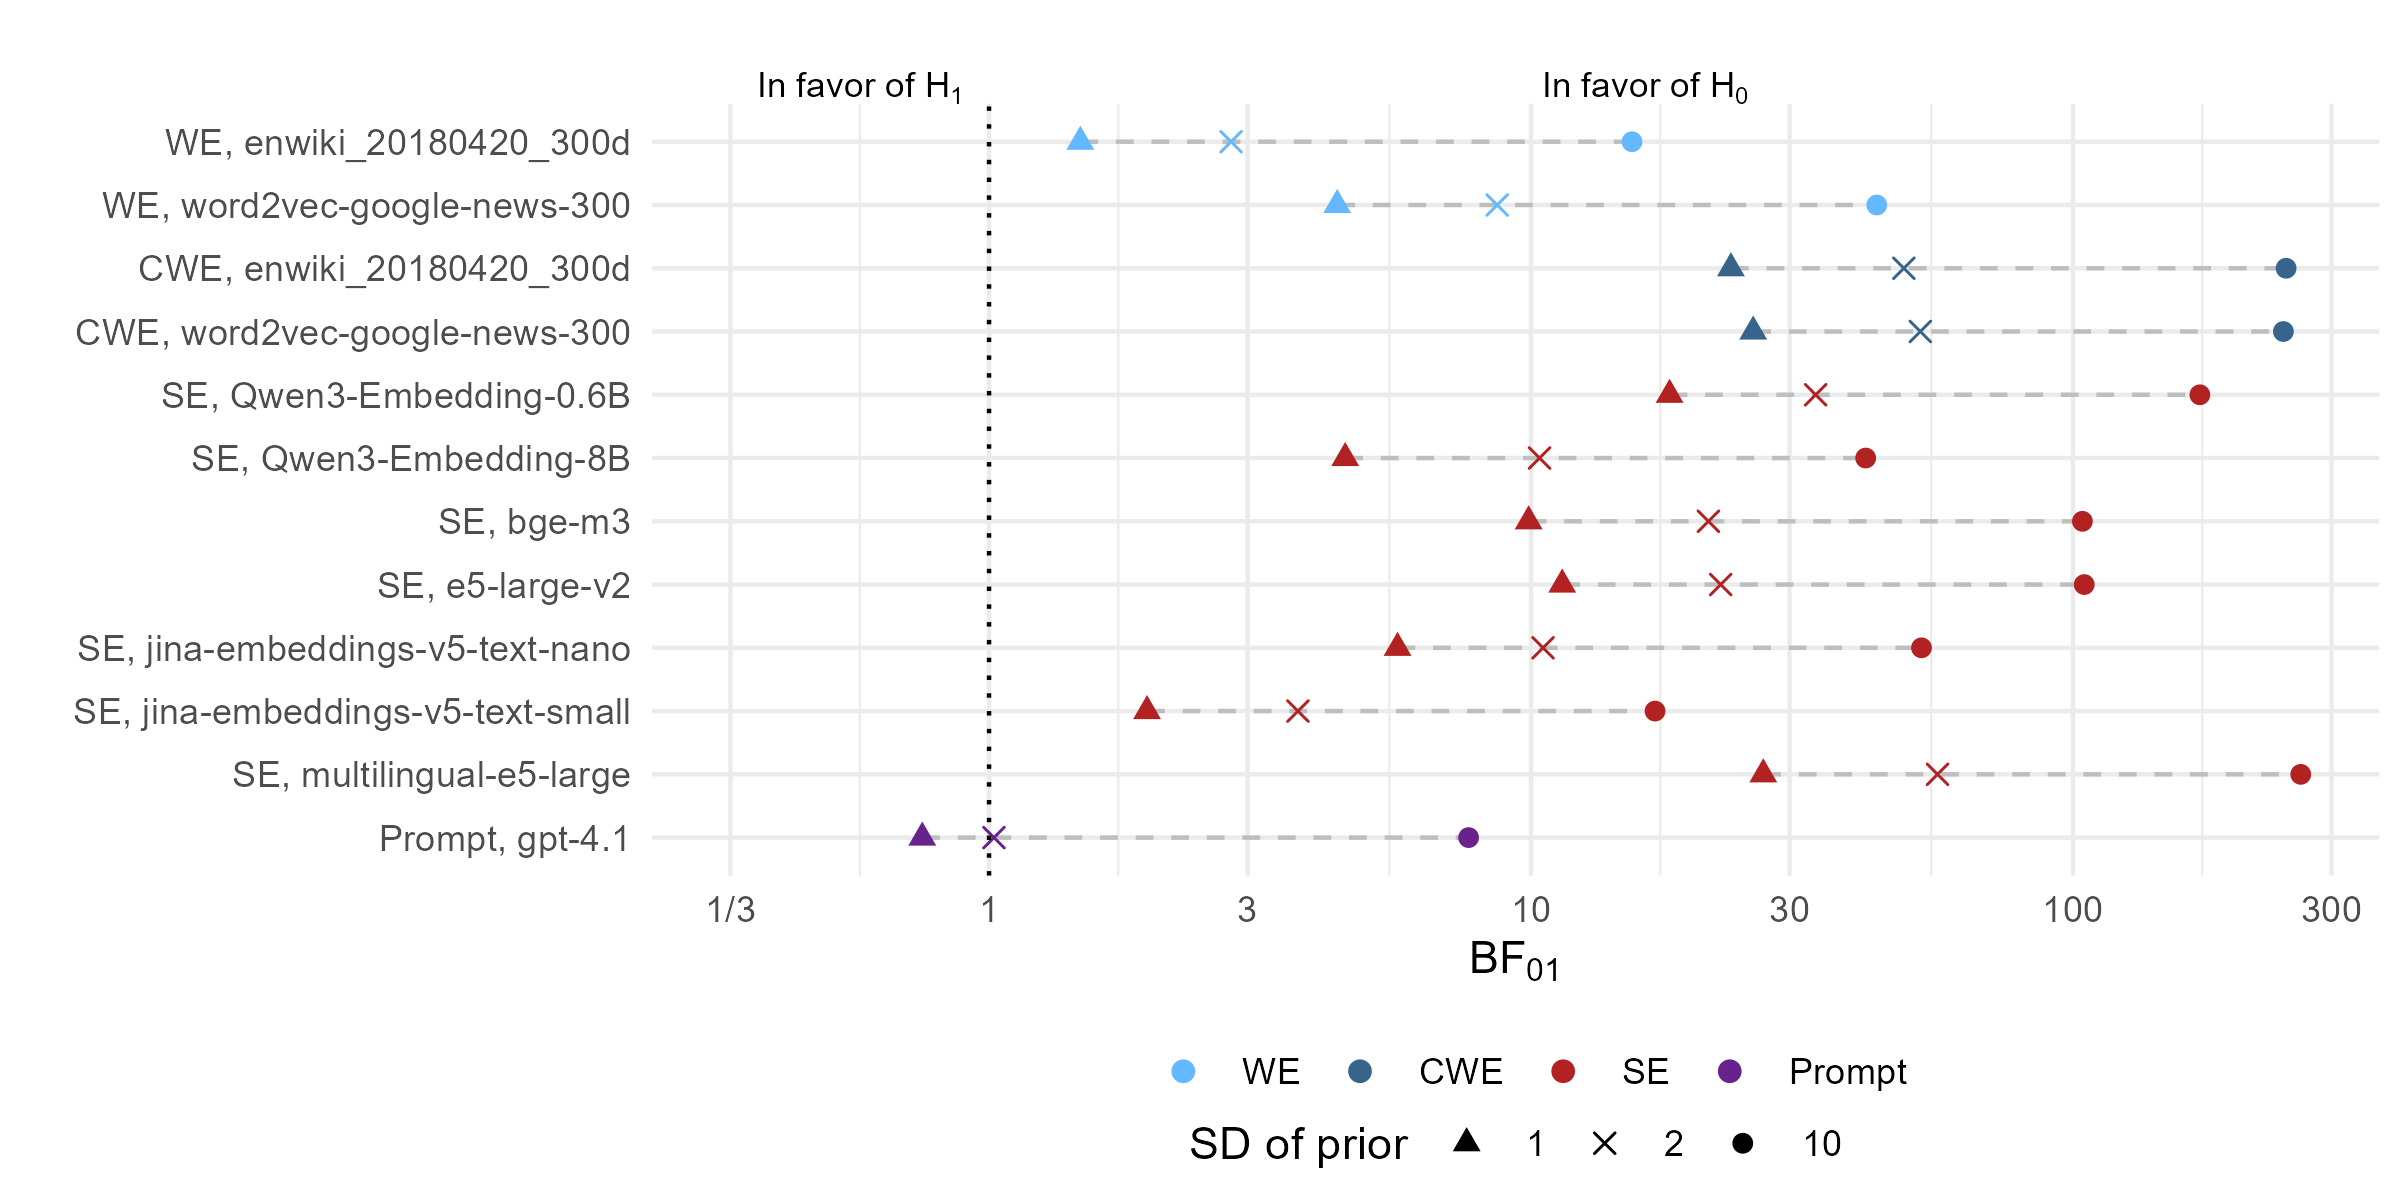 In favor of H1 In favor of H0
WE, enwiki_20180420_300d
WE, word2vec-google-news-300
CWE, enwiki_20180420_300d
CWE, word2vec-google-news-300
SE, Qwen3-Embedding-0.6B
SE, Qwen3-Embedding-8B
SE, bge-m3
SE, e5-large-v2
SE, jina-embeddings-v5-text-nano
SE, jina-embeddings-v5-text-small
SE, multilingual-e5-large
Prompt, gpt-4.1
1/3 1 3 10 30 100 300
BF01
WE CWE SE Prompt
SD of prior 1 2 10